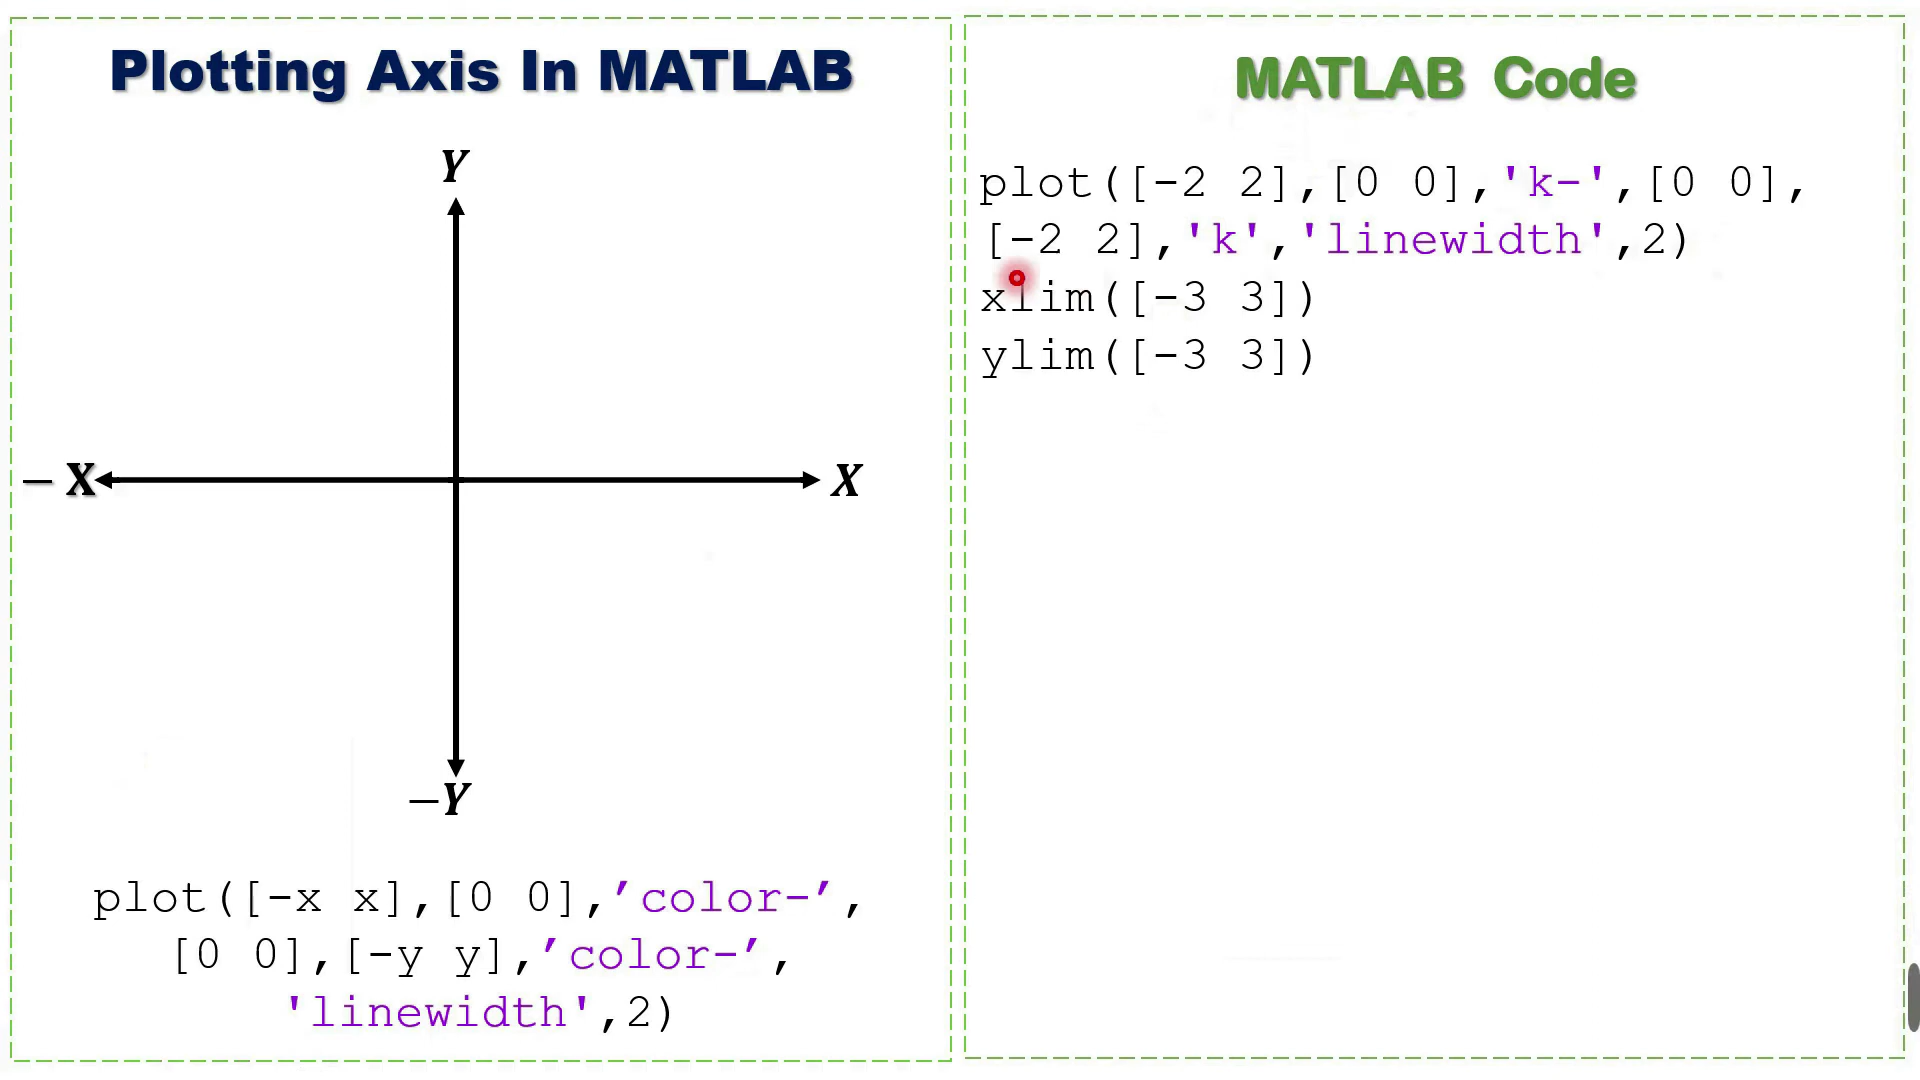 Plotting Axis In MATLAB
Y
– X
X
–Y
plot([-x x],[0 0],’color-’,
[0 0],[-y y],’color-’,
'linewidth',2)
MATLAB Code
plot([-2 2],[0 0],'k-',[0 0],
[-2 2],'k','linewidth',2)
xlim([-3 3])
ylim([-3 3])